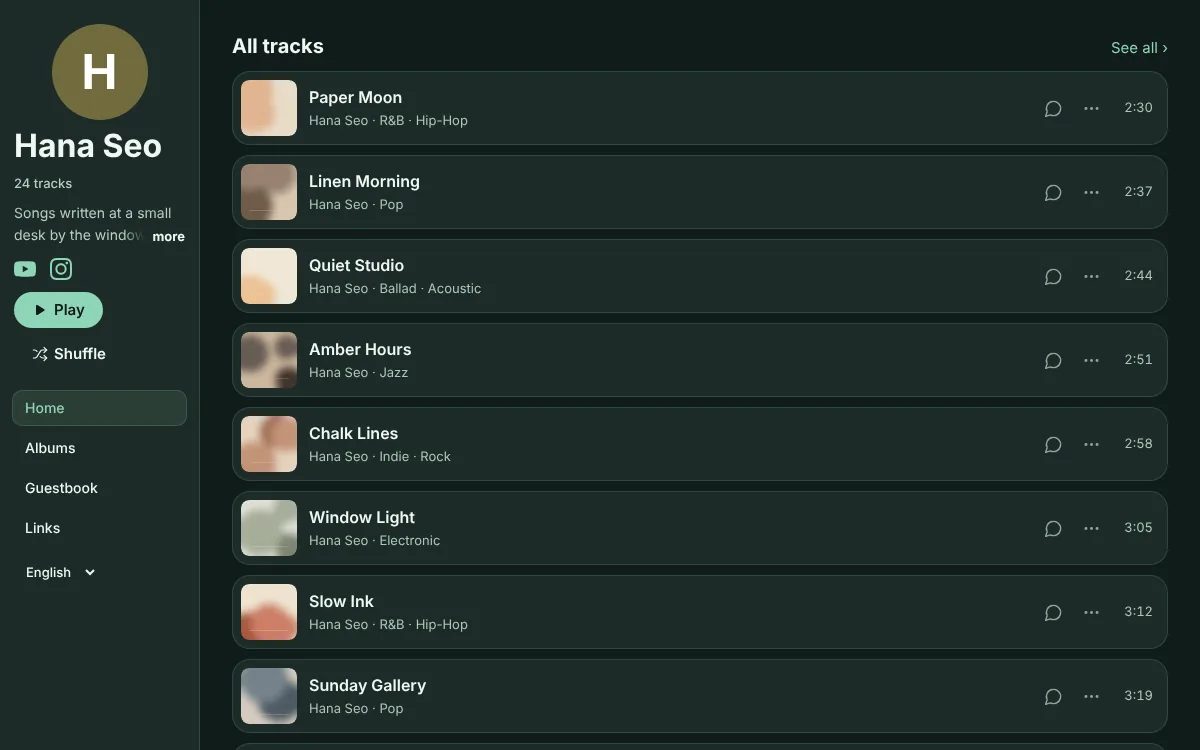 H
Hana Seo
24 tracks
Songs written at a small
desk by the window more
Play
Shuffle
Home
Albums
Guestbook
Links
English
All tracks
See all ›
Paper Moon
Hana Seo · R&B · Hip-Hop
2:30
Linen Morning
Hana Seo · Pop
2:37
Quiet Studio
Hana Seo · Ballad · Acoustic
2:44
Amber Hours
Hana Seo · Jazz
2:51
Chalk Lines
Hana Seo · Indie · Rock
2:58
Window Light
Hana Seo · Electronic
3:05
Slow Ink
Hana Seo · R&B · Hip-Hop
3:12
Sunday Gallery
Hana Seo · Pop
3:19